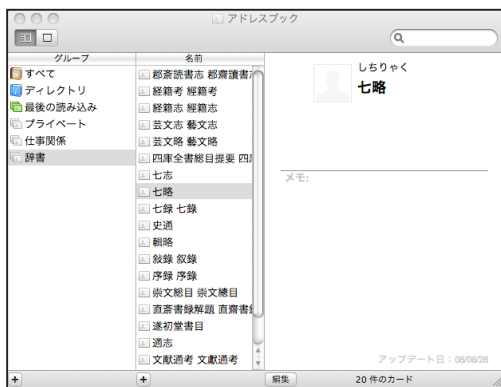 アドレスブック
グループ
すべて
ディレクトリ
最後の読み込み
プライベート
仕事関係
辞書
名前
郡斎読書志 郡齋讀書
経籍考 經籍考
経籍志 經籍志
芸文志 藝文志
芸文略 藝文略
四庫全書総目提要 四
七志
七略
七録 七錄
史通
輯略
敍錄 叙録
序録 序錄
崇文総目 崇文總目
直斎書録解題 直齋書
遂初堂書目
通志
文献通考 文獻通考
しちりゃく
七略
メモ:
アップデート日：08/08/28
編集
20 件のカード